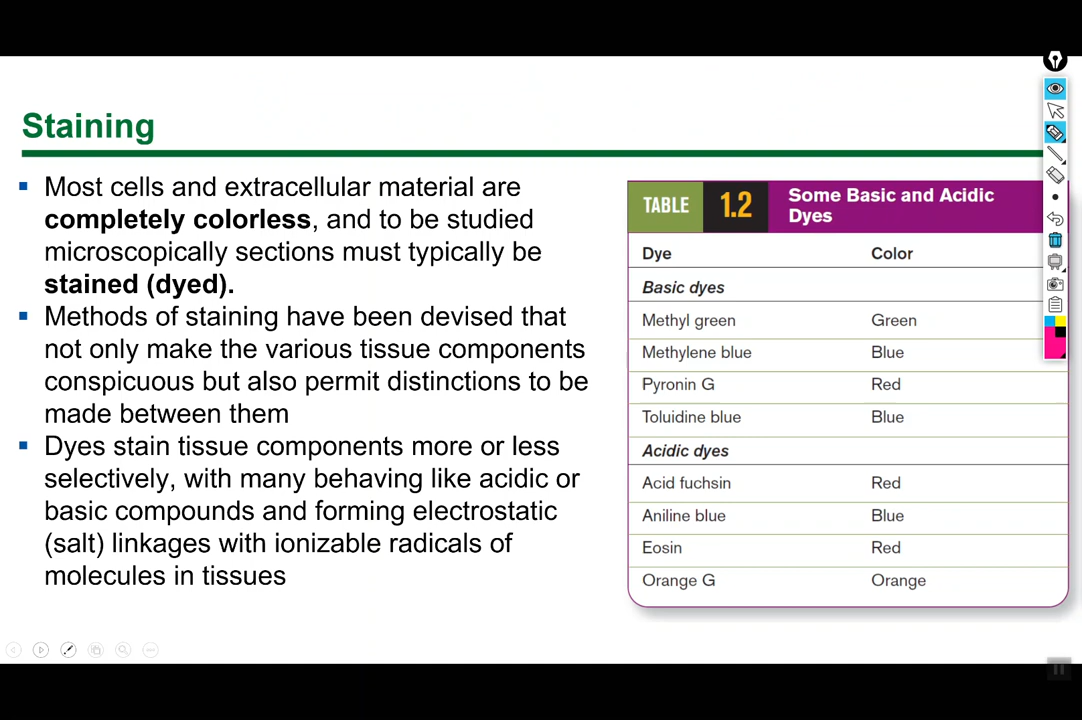 Staining
▪ Most cells and extracellular material are
completely colorless, and to be studied
microscopically sections must typically be
stained (dyed).
▪ Methods of staining have been devised that
not only make the various tissue components
conspicuous but also permit distinctions to be
made between them
▪ Dyes stain tissue components more or less
selectively, with many behaving like acidic or
basic compounds and forming electrostatic
(salt) linkages with ionizable radicals of
molecules in tissues
TABLE 1.2 Some Basic and Acidic
Dyes
Dye Color
Basic dyes
Methyl green Green
Methylene blue Blue
Pyronin G Red
Toluidine blue Blue
Acidic dyes
Acid fuchsin Red
Aniline blue Blue
Eosin Red
Orange G Orange